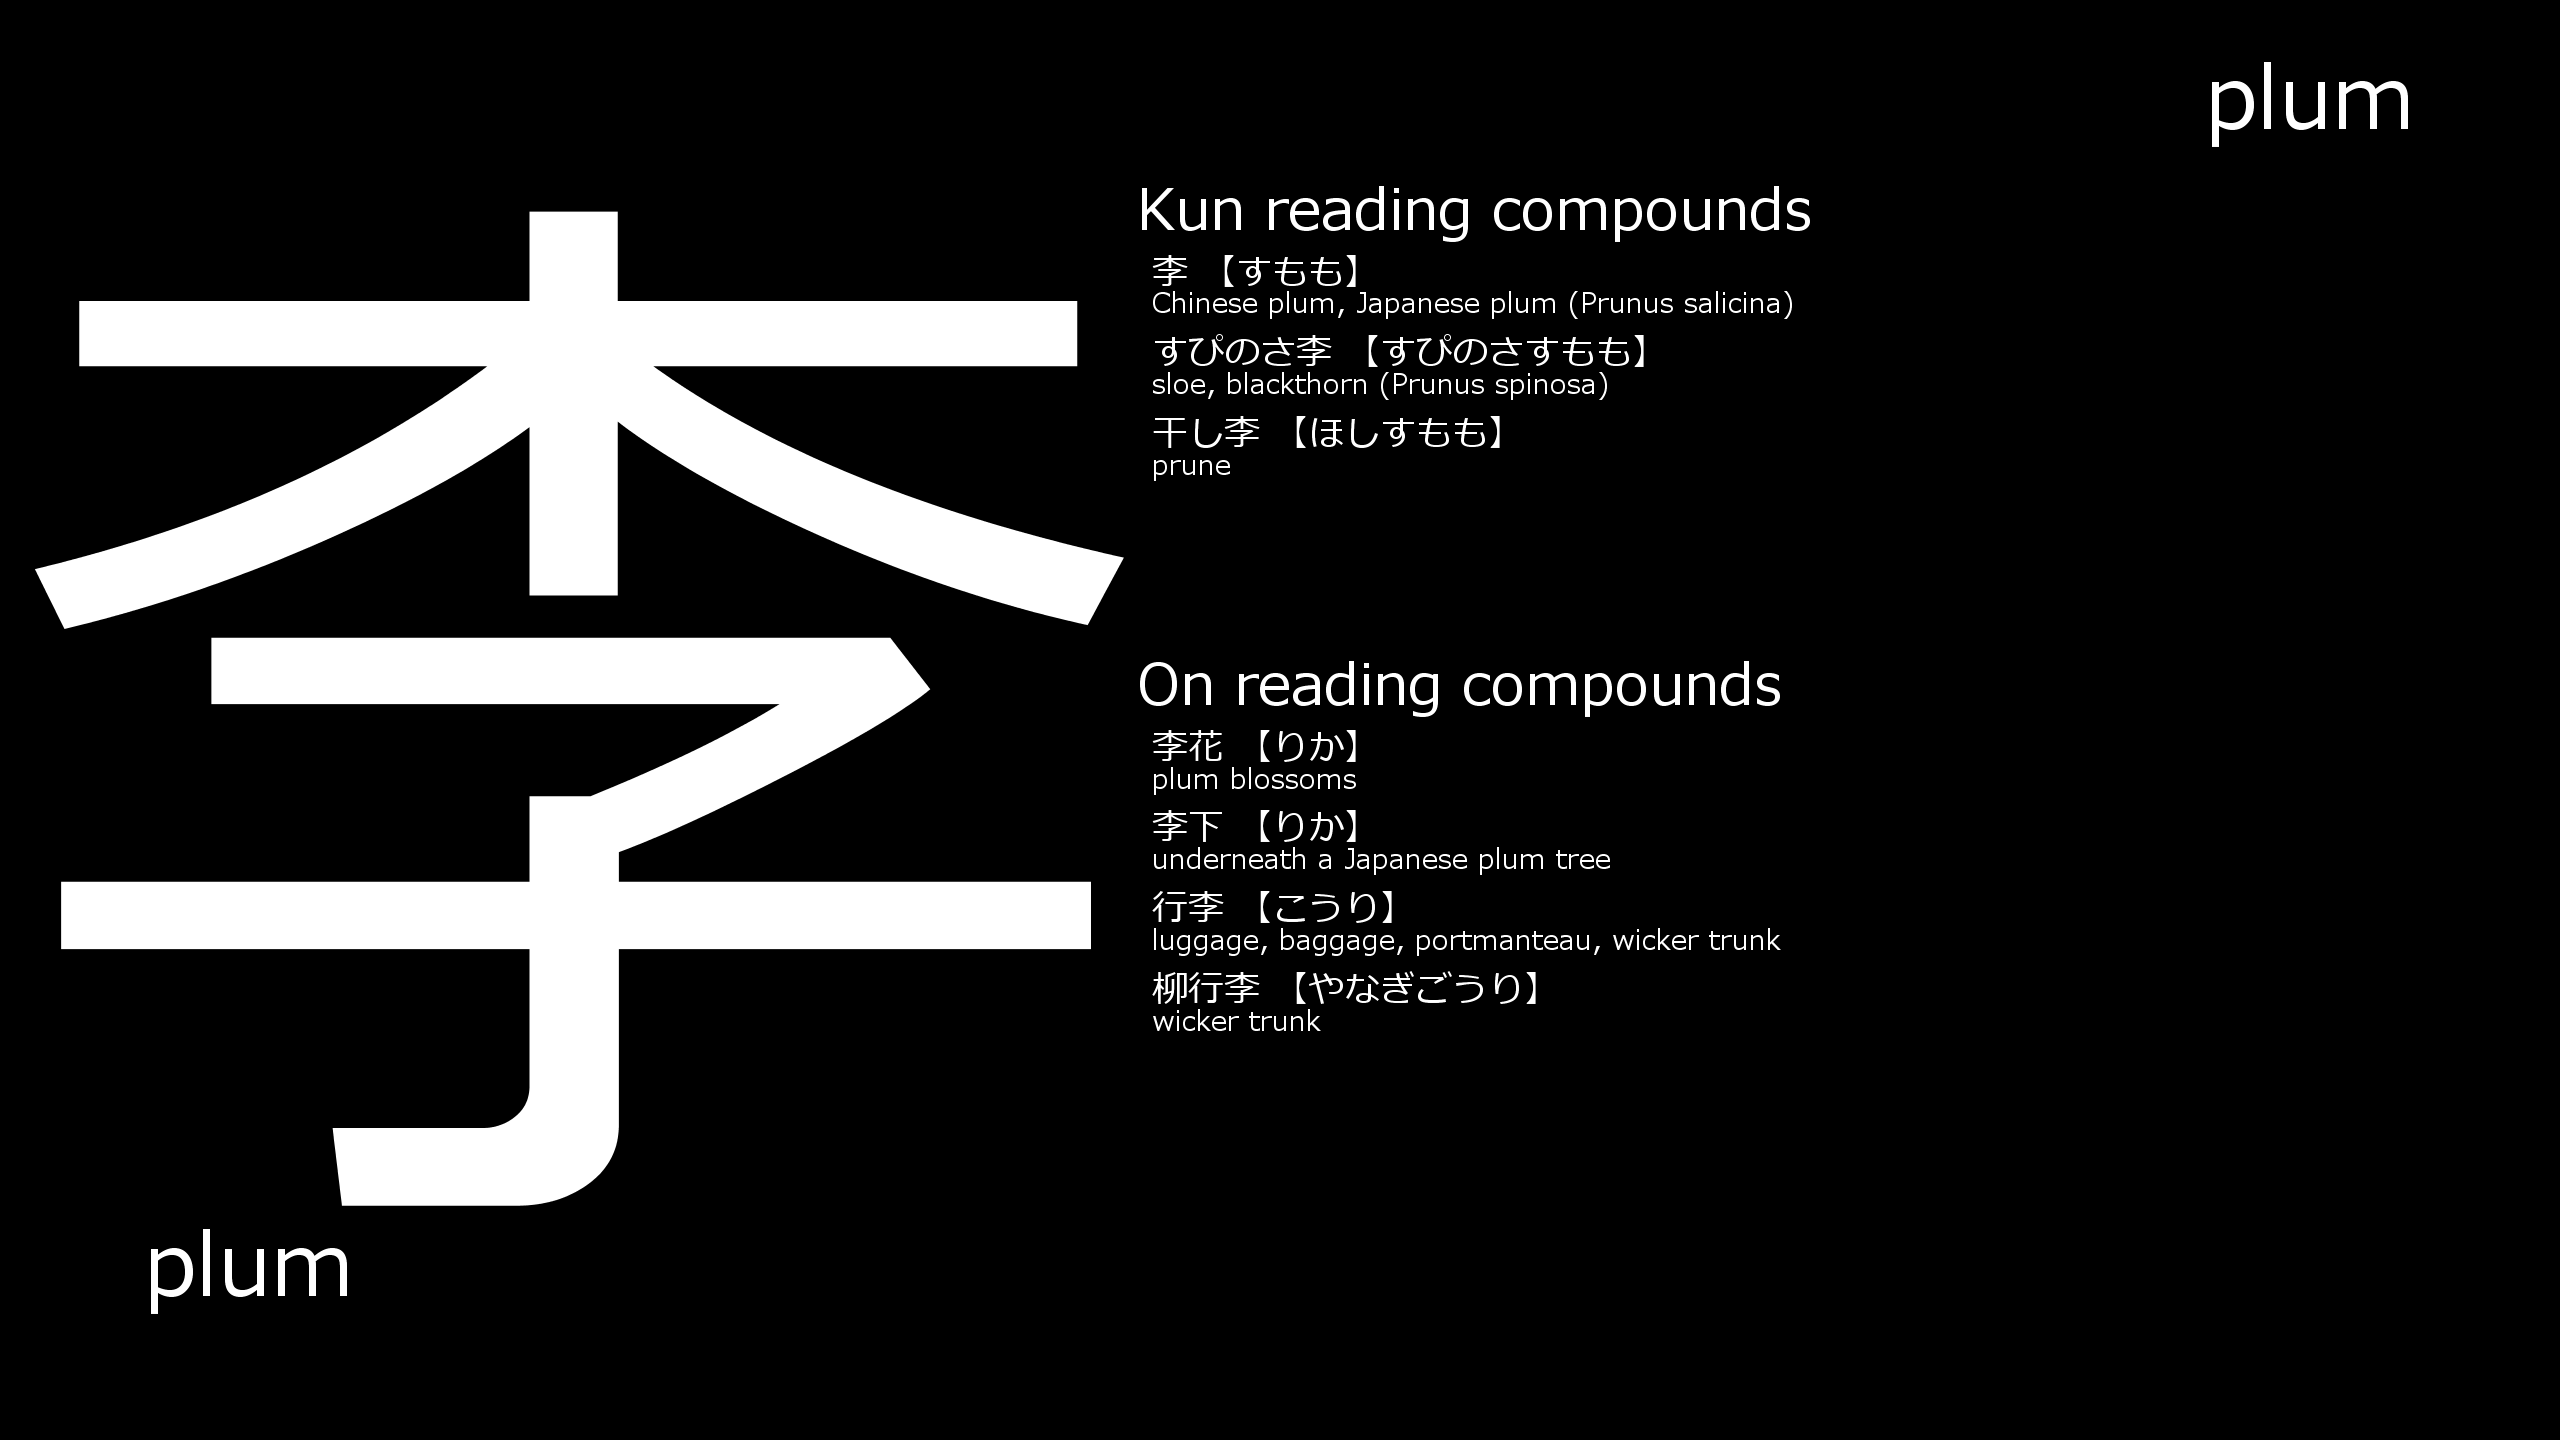 plum
李
Kun reading compounds
李 【すもも】
Chinese plum, Japanese plum (Prunus salicina)
すぴのさ李 【すぴのさすもも】
sloe, blackthorn (Prunus spinosa)
干し李 【ほしすもも】
prune
On reading compounds
李花 【りか】
plum blossoms
李下 【りか】
underneath a Japanese plum tree
行李 【こうり】
luggage, baggage, portmanteau, wicker trunk
柳行李 【やなぎごうり】
wicker trunk
plum